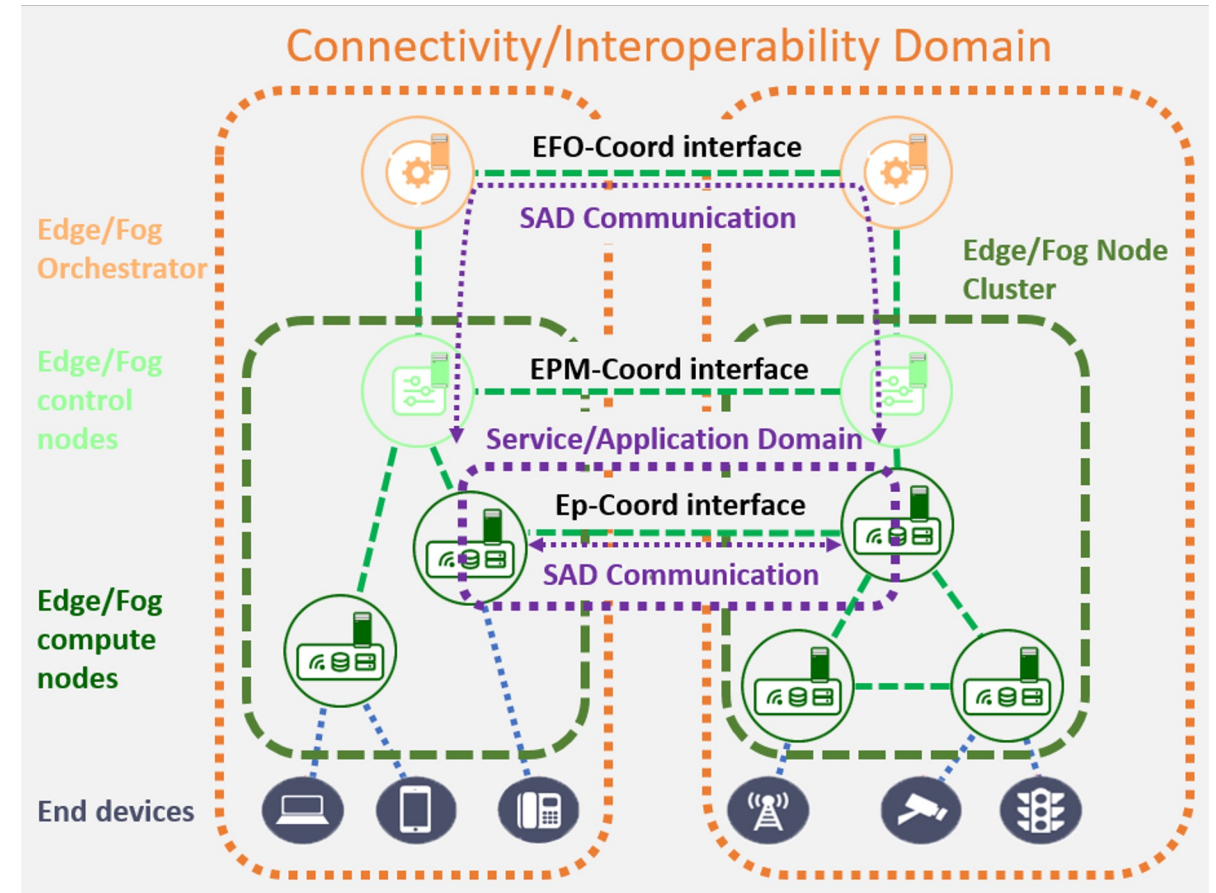 Connectivity/Interoperability Domain
EFO-Coord interface
SAD Communication
Edge/Fog
Orchestrator
Edge/Fog Node
Cluster
Edge/Fog
control
nodes
EPM-Coord interface
Service/Application Domain
Ep-Coord interface
SAD Communication
Edge/Fog
compute
nodes
End devices